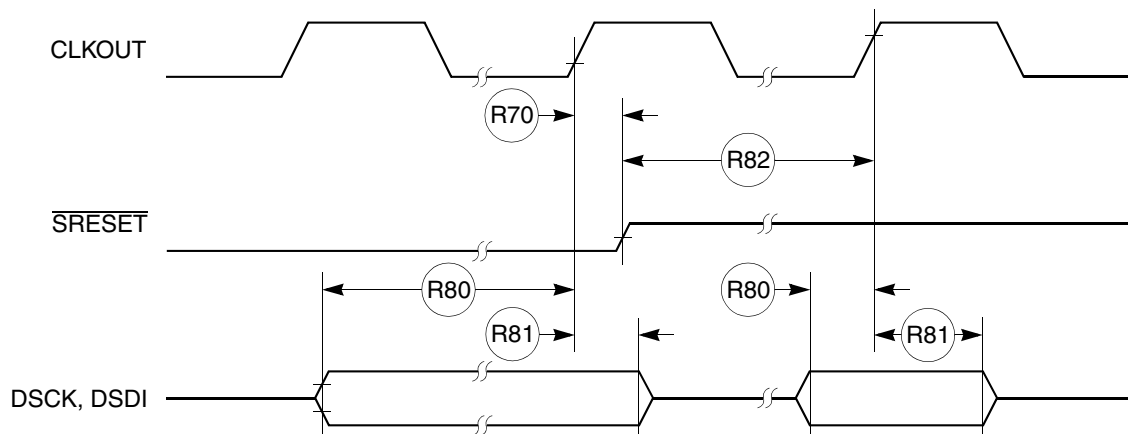 CLKOUT
R70
R82
SRESET
R80
R80
R81
R81
DSCK, DSDI